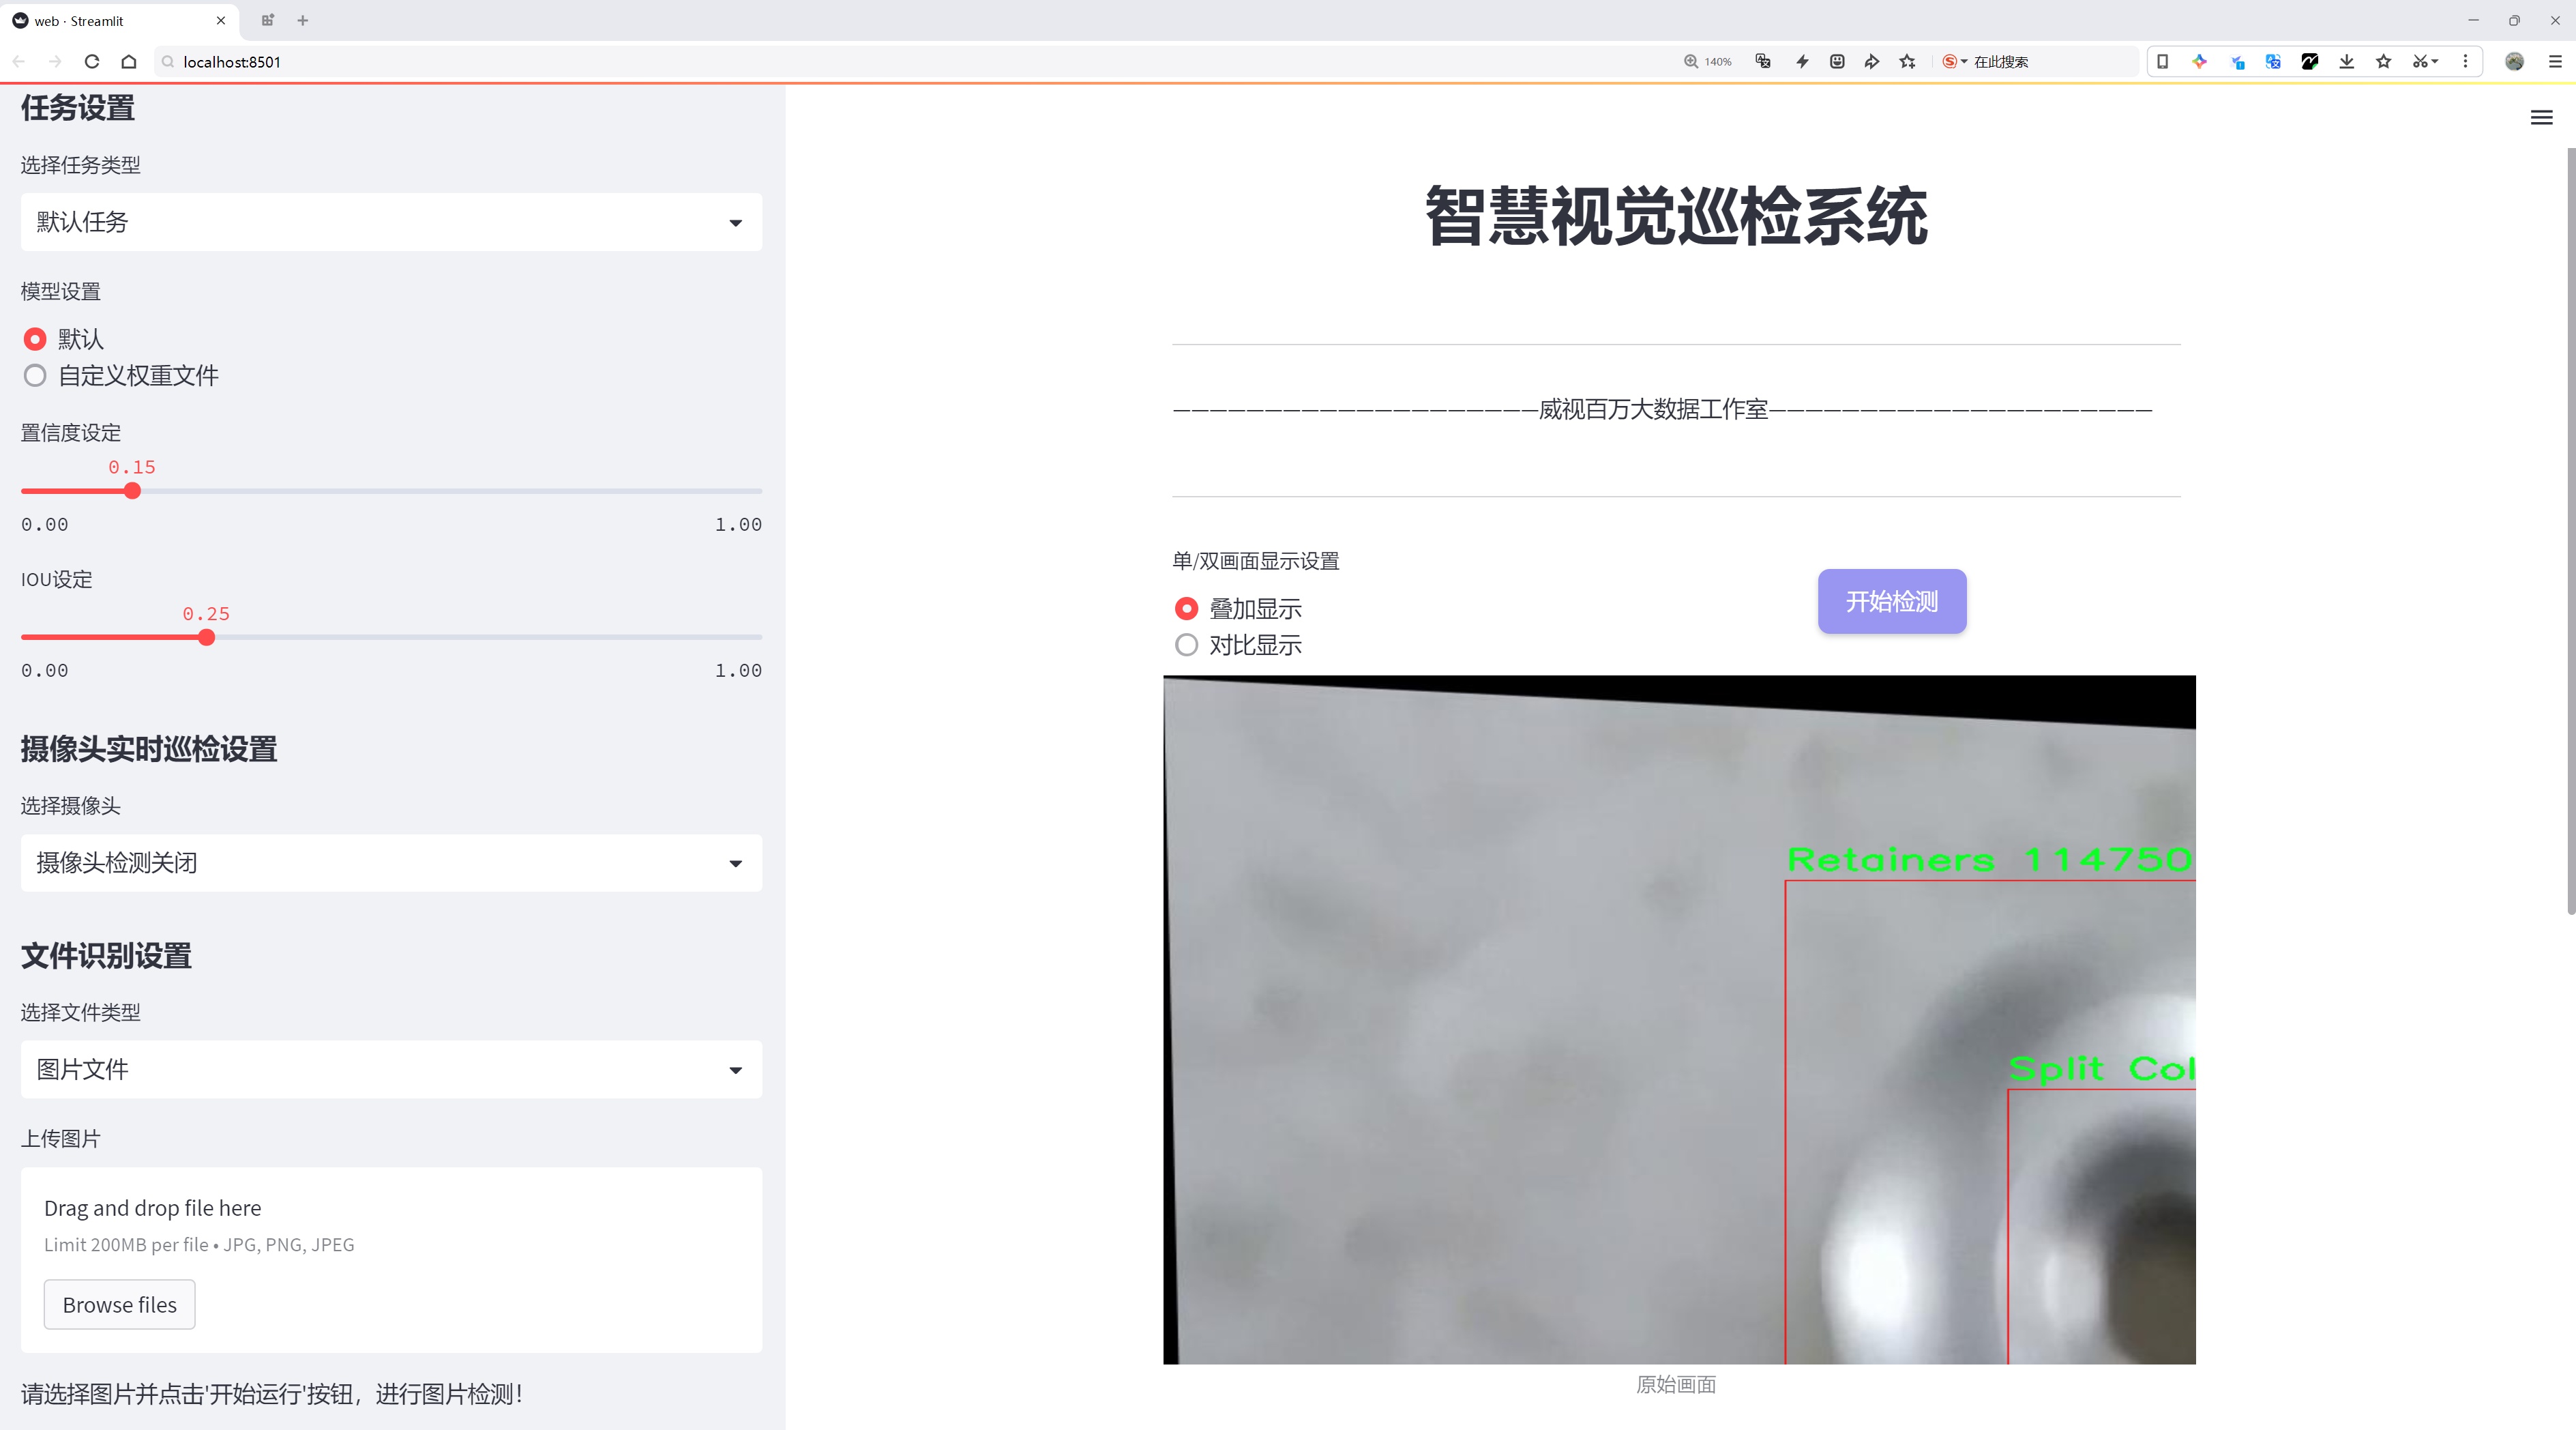 web · Streamlit
localhost:8501
140%
在此搜索
任务设置
选择任务类型
默认任务
模型设置
默认
自定义权重文件
置信度设定
0.15
0.00
1.00
IOU设定
0.25
0.00
1.00
摄像头实时巡检设置
选择摄像头
摄像头检测关闭
文件识别设置
选择文件类型
图片文件
上传图片
Drag and drop file here
Limit 200MB per file • JPG, PNG, JPEG
Browse files
请选择图片并点击'开始运行'按钮，进行图片检测！
智慧视觉巡检系统
————————————————————威视百万大数据工作室—————————————————————
单/双画面显示设置
叠加显示
对比显示
开始检测
Retainers 114750
Split Col
原始画面